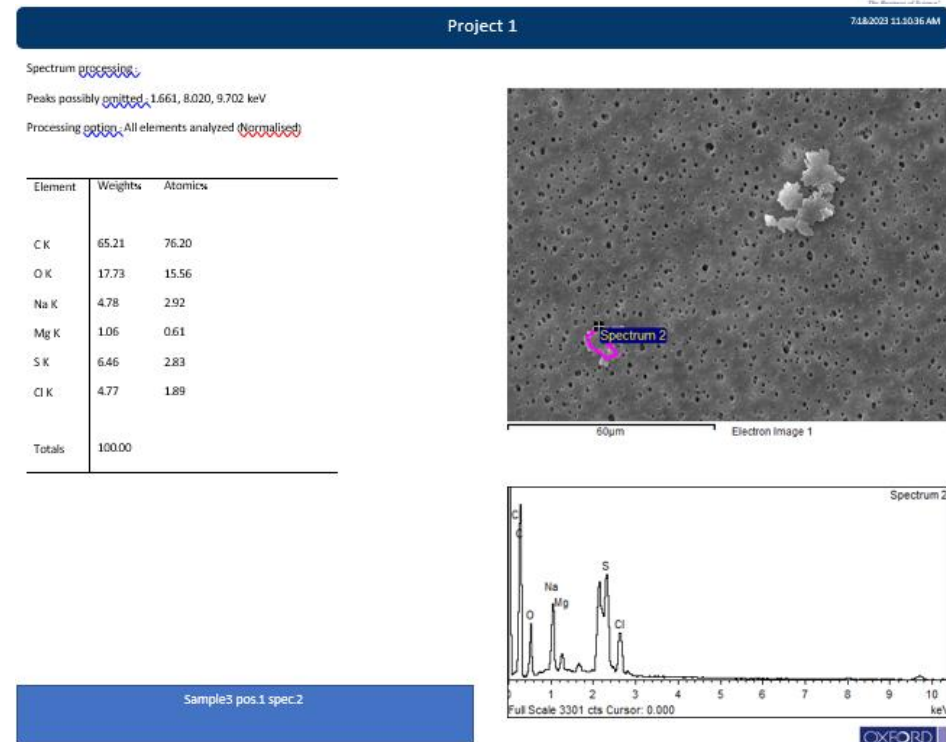 The Business of Science
Project 1
7/18/2023 11:10:36 AM
Spectrum processing :
Peaks possibly omitted : 1.661, 8.020, 9.702 keV
Processing option : All elements analyzed (Normalised)
Element Weight% Atomic%
C K 65.21 76.20
O K 17.73 15.56
Na K 4.78 2.92
Mg K 1.06 0.61
S K 6.46 2.83
Cl K 4.77 1.89
Totals 100.00
Spectrum 2
60µm Electron Image 1
Spectrum 2
C
C
O
Na
Mg
S
Cl
1 2 3 4 5 6 7 8 9 10
Full Scale 3301 cts Cursor: 0.000 keV
Sample3 pos.1 spec.2
OXFORD